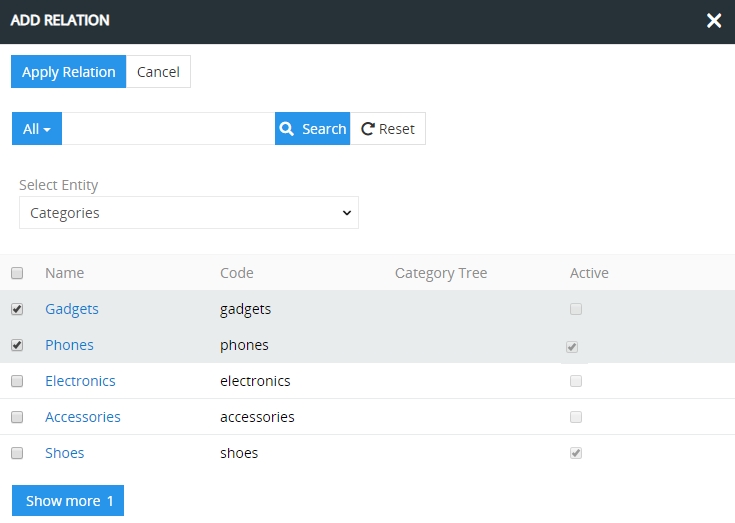 ADD RELATION
Apply Relation Cancel
All Search Reset
Select Entity
Categories
Name Code Category Tree Active
Gadgets gadgets
Phones phones
Electronics electronics
Accessories accessories
Shoes shoes
Show more 1